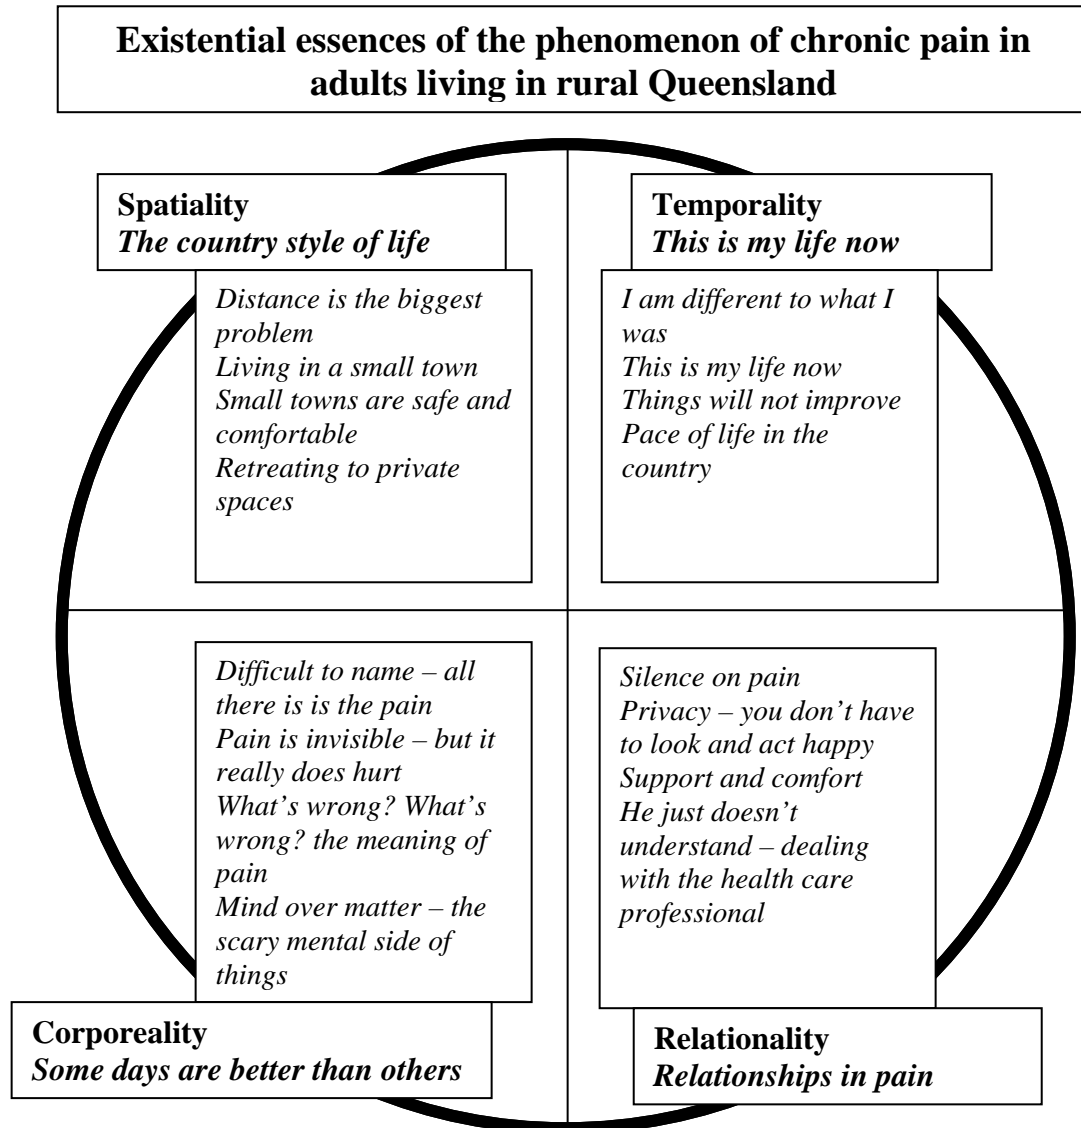 Existential essences of the phenomenon of chronic pain in
adults living in rural Queensland
Spatiality
The country style of life
Distance is the biggest
problem
Living in a small town
Small towns are safe and
comfortable
Retreating to private
spaces
Temporality
This is my life now
I am different to what I
was
This is my life now
Things will not improve
Pace of life in the
country
Difficult to name – all
there is is the pain
Pain is invisible – but it
really does hurt
What’s wrong? What’s
wrong? the meaning of
pain
Mind over matter – the
scary mental side of
things
Corporeality
Some days are better than others
Silence on pain
Privacy – you don’t have
to look and act happy
Support and comfort
He just doesn’t
understand – dealing
with the health care
professional
Relationality
Relationships in pain